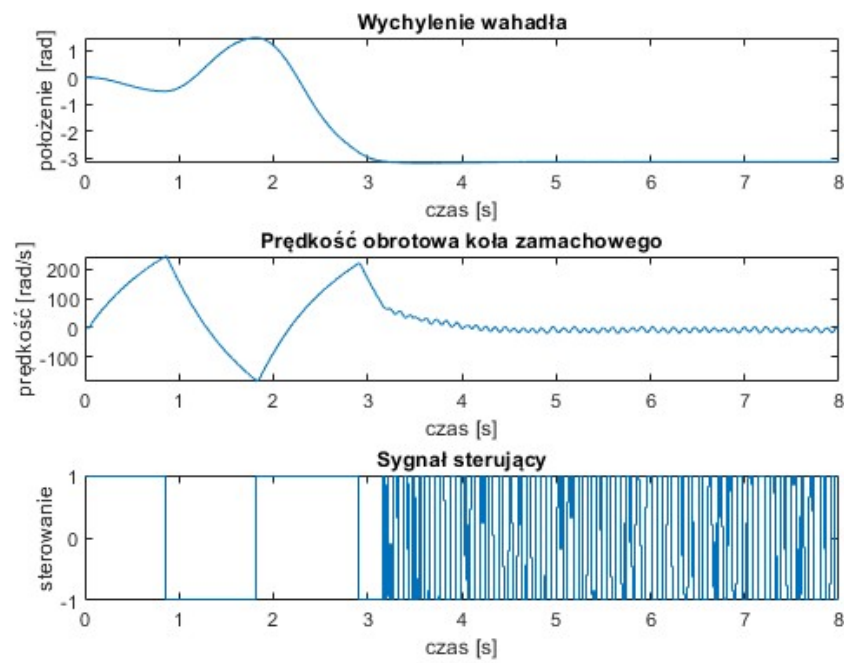 Wychylenie wahadła
położenie [rad]
1
0
-1
-2
-3
0 1 2 3 4 5 6 7 8
czas [s]
Prędkość obrotowa koła zamachowego
prędkość [rad/s]
200
100
0
-100
0 1 2 3 4 5 6 7 8
czas [s]
Sygnał sterujący
sterowanie
1
0
-1
0 1 2 3 4 5 6 7 8
czas [s]